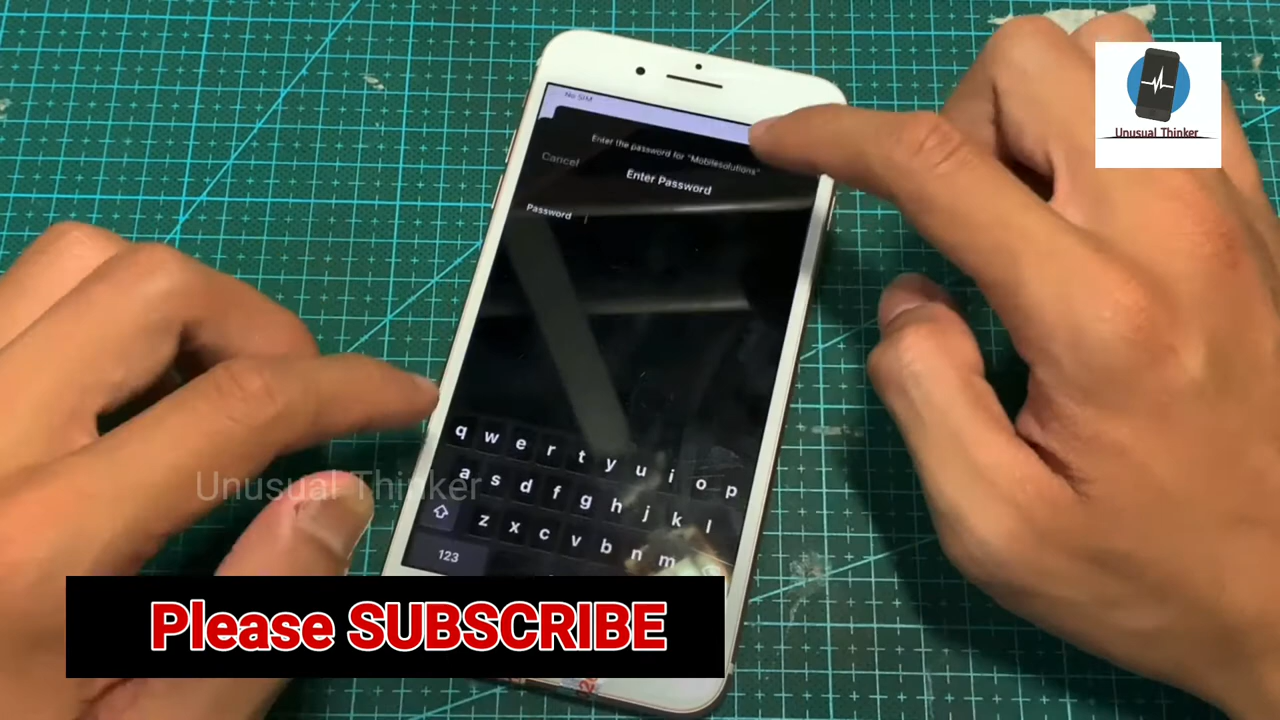 No SIM
Enter the password for "Mobilesolutions"
Cancel
Enter Password
Password
q w e r t y u i o p
a s d f g h j k l
z x c v b n m
123
Unusual Thinker
Unusual Thinker
Please SUBSCRIBE